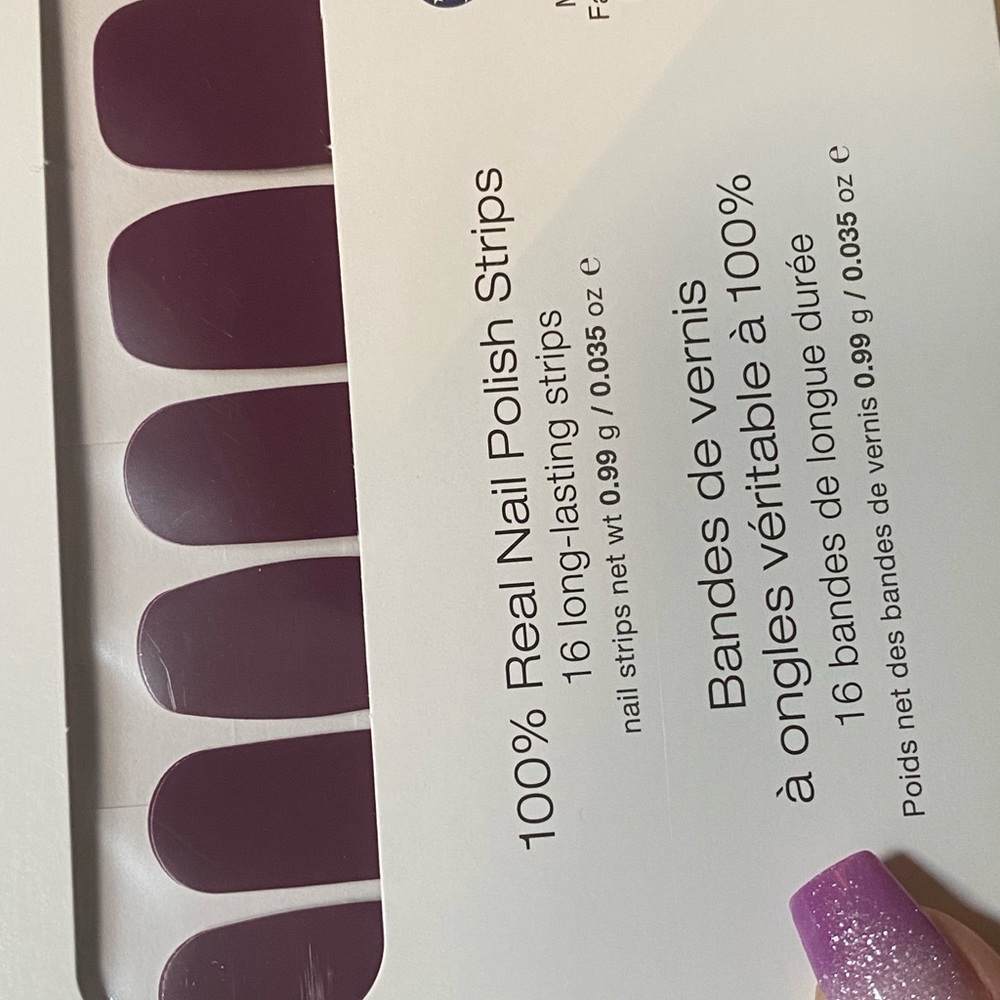 100% Real Nail Polish Strips
16 long-lasting strips
nail strips net wt 0.99 g / 0.035 oz e
Bandes de vernis
à ongles véritable à 100%
16 bandes de longue durée
Poids net des bandes de vernis 0.99 g / 0.035 oz e